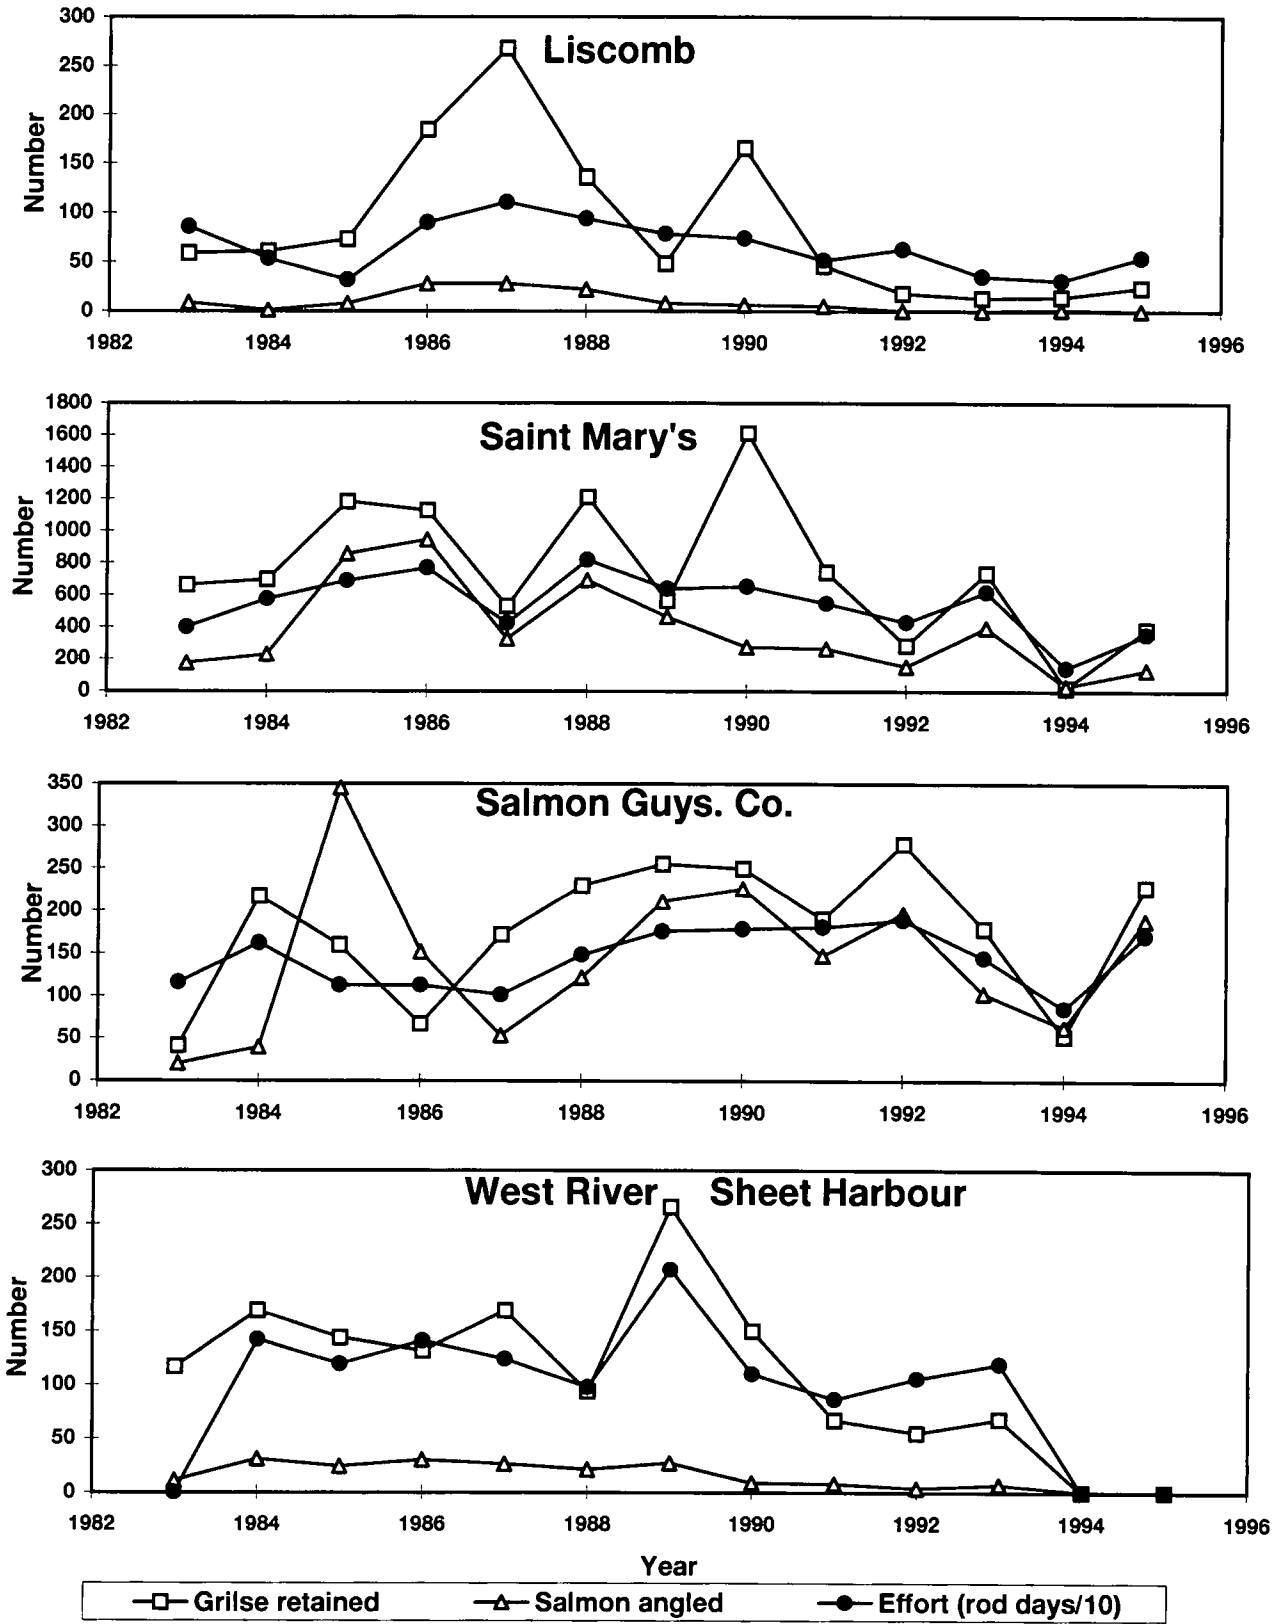 Liscomb
Number
300
250
200
150
100
50
0
1982 1984 1986 1988 1990 1992 1994 1996
Saint Mary's
Number
1800
1600
1400
1200
1000
800
600
400
200
0
1982 1984 1986 1988 1990 1992 1994 1996
Salmon Guys. Co.
Number
350
300
250
200
150
100
50
0
1982 1984 1986 1988 1990 1992 1994 1996
West River Sheet Harbour
Number
300
250
200
150
100
50
0
1982 1984 1986 1988 1990 1992 1994 1996
Year
Grilse retained Salmon angled Effort (rod days/10)